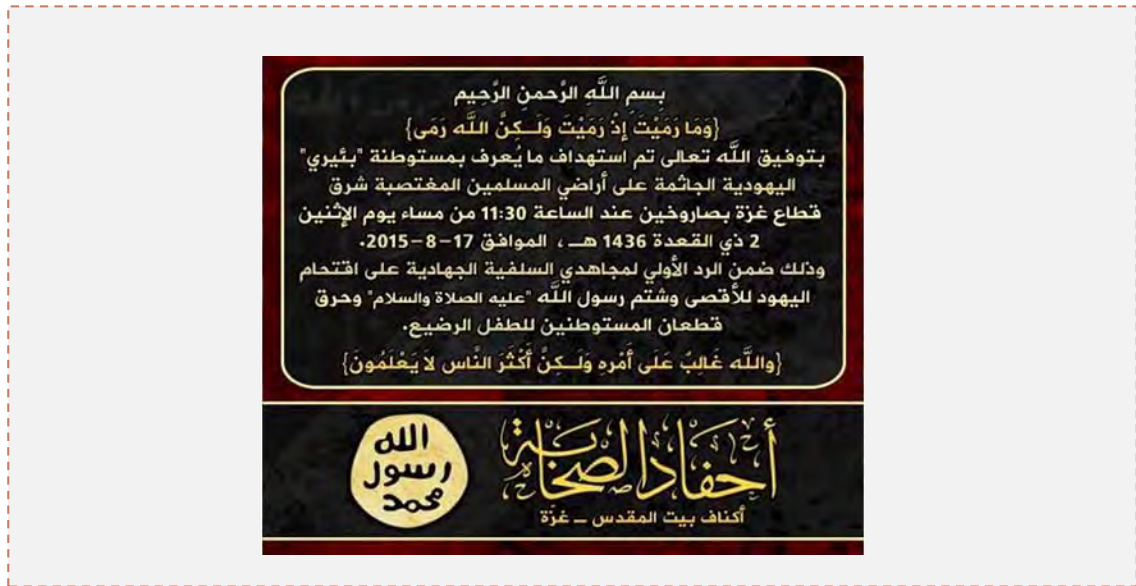 بِسمِ اللَّهِ الرَّحمنِ الرَّحِيم
{وَمَا رَمَيْتَ إِذْ رَمَيْتَ وَلَـكِنَّ اللَّه رَمَى}
بتوفيق اللَّه تعالى تم استهداف ما يُعرف بمستوطنة "بئيري"
اليهودية الجاثمة على أراضي المسلمين المغتصبة شرق
قطاع غزة بصاروخين عند الساعة 11:30 من مساء يوم الإثنين
2 ذي القعدة 1436 هـ ، الموافق 17-8-2015.
وذلك ضمن الرد الأولي لمجاهدي السلفية الجهادية على اقتحام
اليهود للأقصى وشتم رسول اللَّه "عليه الصلاة والسلام" وحرق
قطعان المستوطنين للطفل الرضيع.
{واللَّه غَالِبٌ عَلَى أَمْرِهِ وَلَـكِنَّ أَكْثَرَ النَّاس لاَ يَعْلَمُونَ}
أحفاد الصحابة
أكناف بيت المقدس – غزّة
الله
رسول
محمد